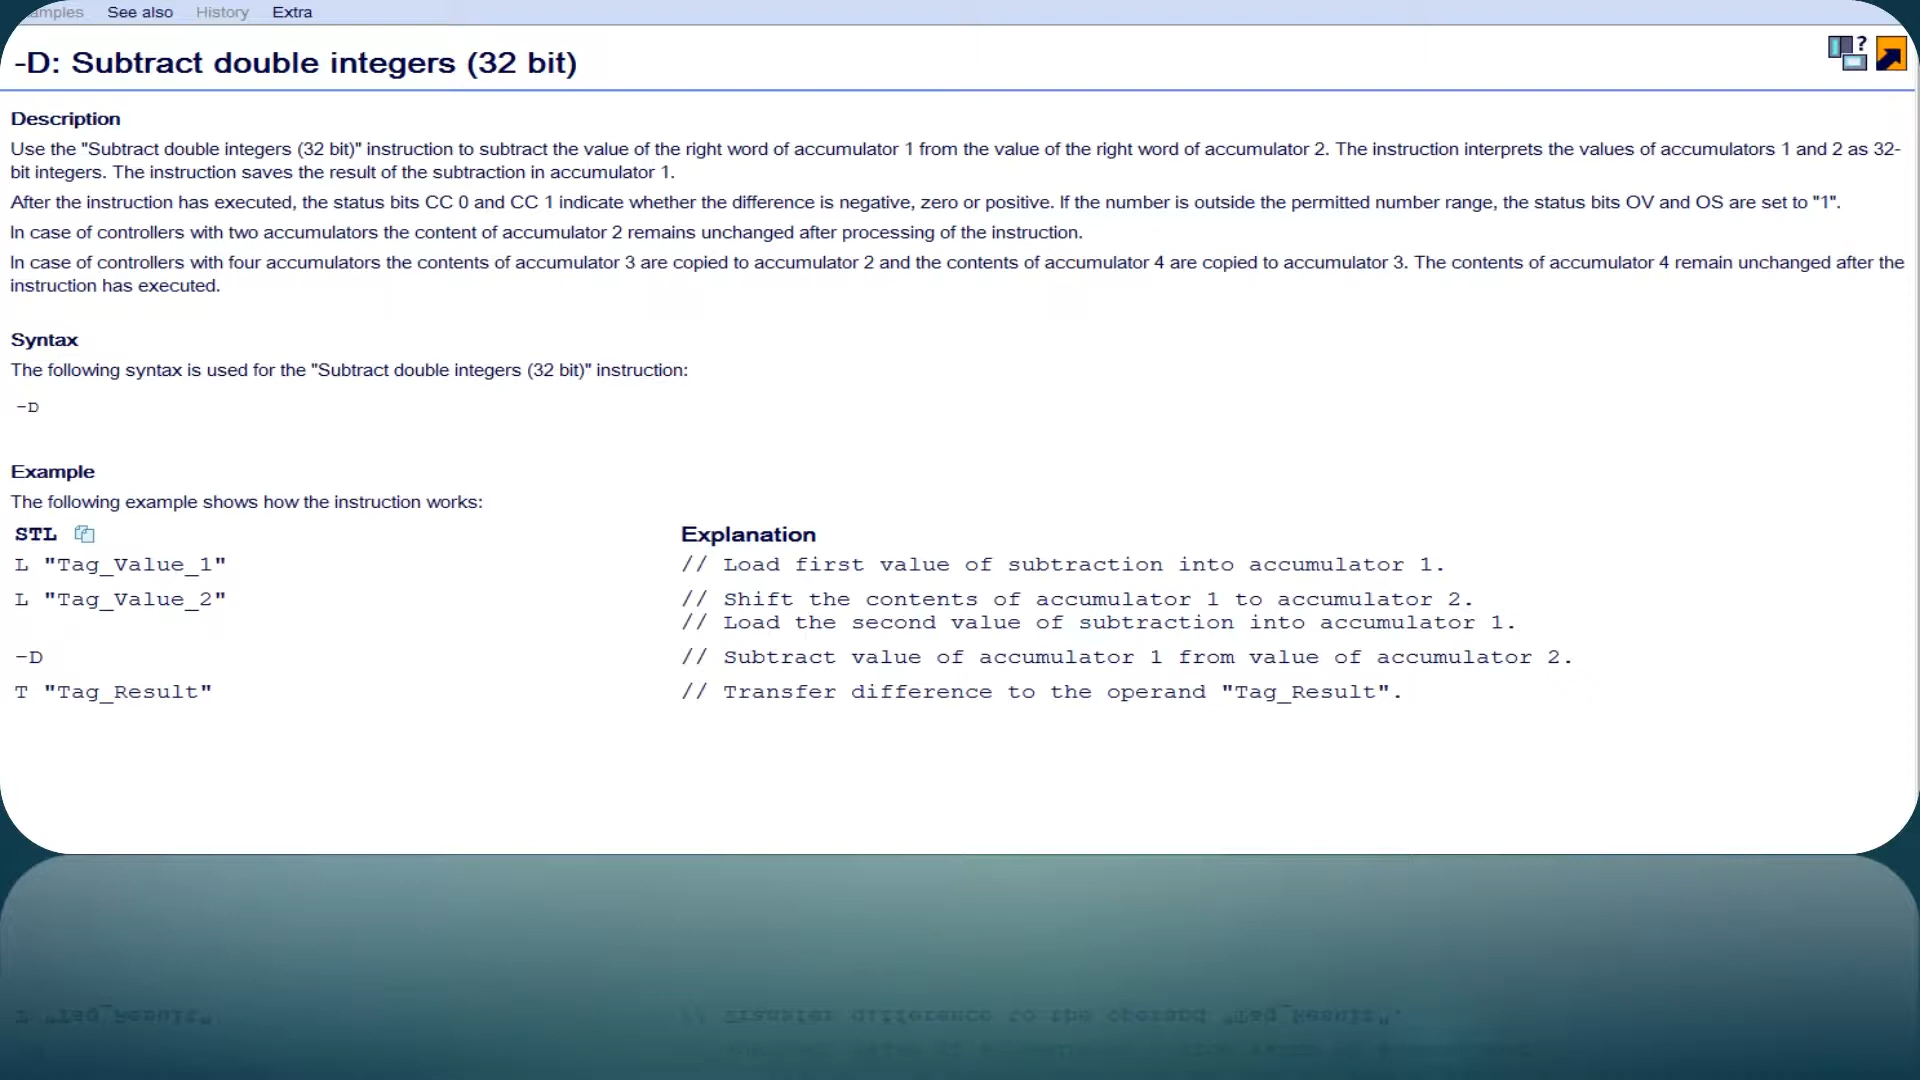 See also History Extra
-D: Subtract double integers (32 bit)
Description
Use the "Subtract double integers (32 bit)" instruction to subtract the value of the right word of accumulator 1 from the value of the right word of accumulator 2. The instruction interprets the values of accumulators 1 and 2 as 32-
bit integers. The instruction saves the result of the subtraction in accumulator 1.
After the instruction has executed, the status bits CC 0 and CC 1 indicate whether the difference is negative, zero or positive. If the number is outside the permitted number range, the status bits OV and OS are set to "1".
In case of controllers with two accumulators the content of accumulator 2 remains unchanged after processing of the instruction.
In case of controllers with four accumulators the contents of accumulator 3 are copied to accumulator 2 and the contents of accumulator 4 are copied to accumulator 3. The contents of accumulator 4 remain unchanged after the
instruction has executed.
Syntax
The following syntax is used for the "Subtract double integers (32 bit)" instruction:
-D
Example
The following example shows how the instruction works:
STL Explanation
L "Tag_Value_1" // Load first value of subtraction into accumulator 1.
L "Tag_Value_2" // Shift the contents of accumulator 1 to accumulator 2.
// Load the second value of subtraction into accumulator 1.
-D // Subtract value of accumulator 1 from value of accumulator 2.
T "Tag_Result" // Transfer difference to the operand "Tag_Result".